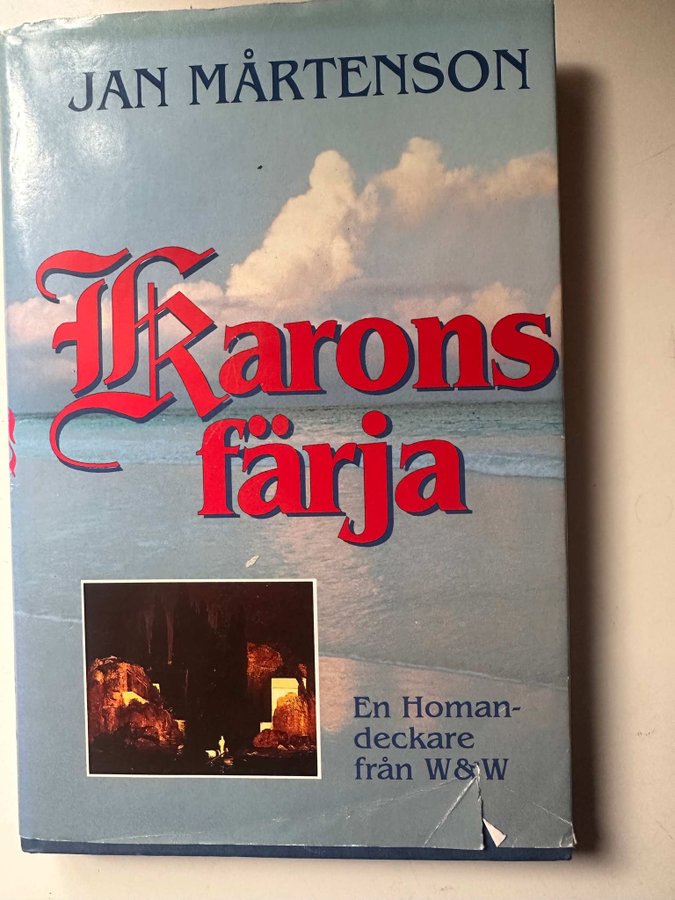 JAN MÅRTENSON
Karons
färja
En Homan-
deckare
från W&W